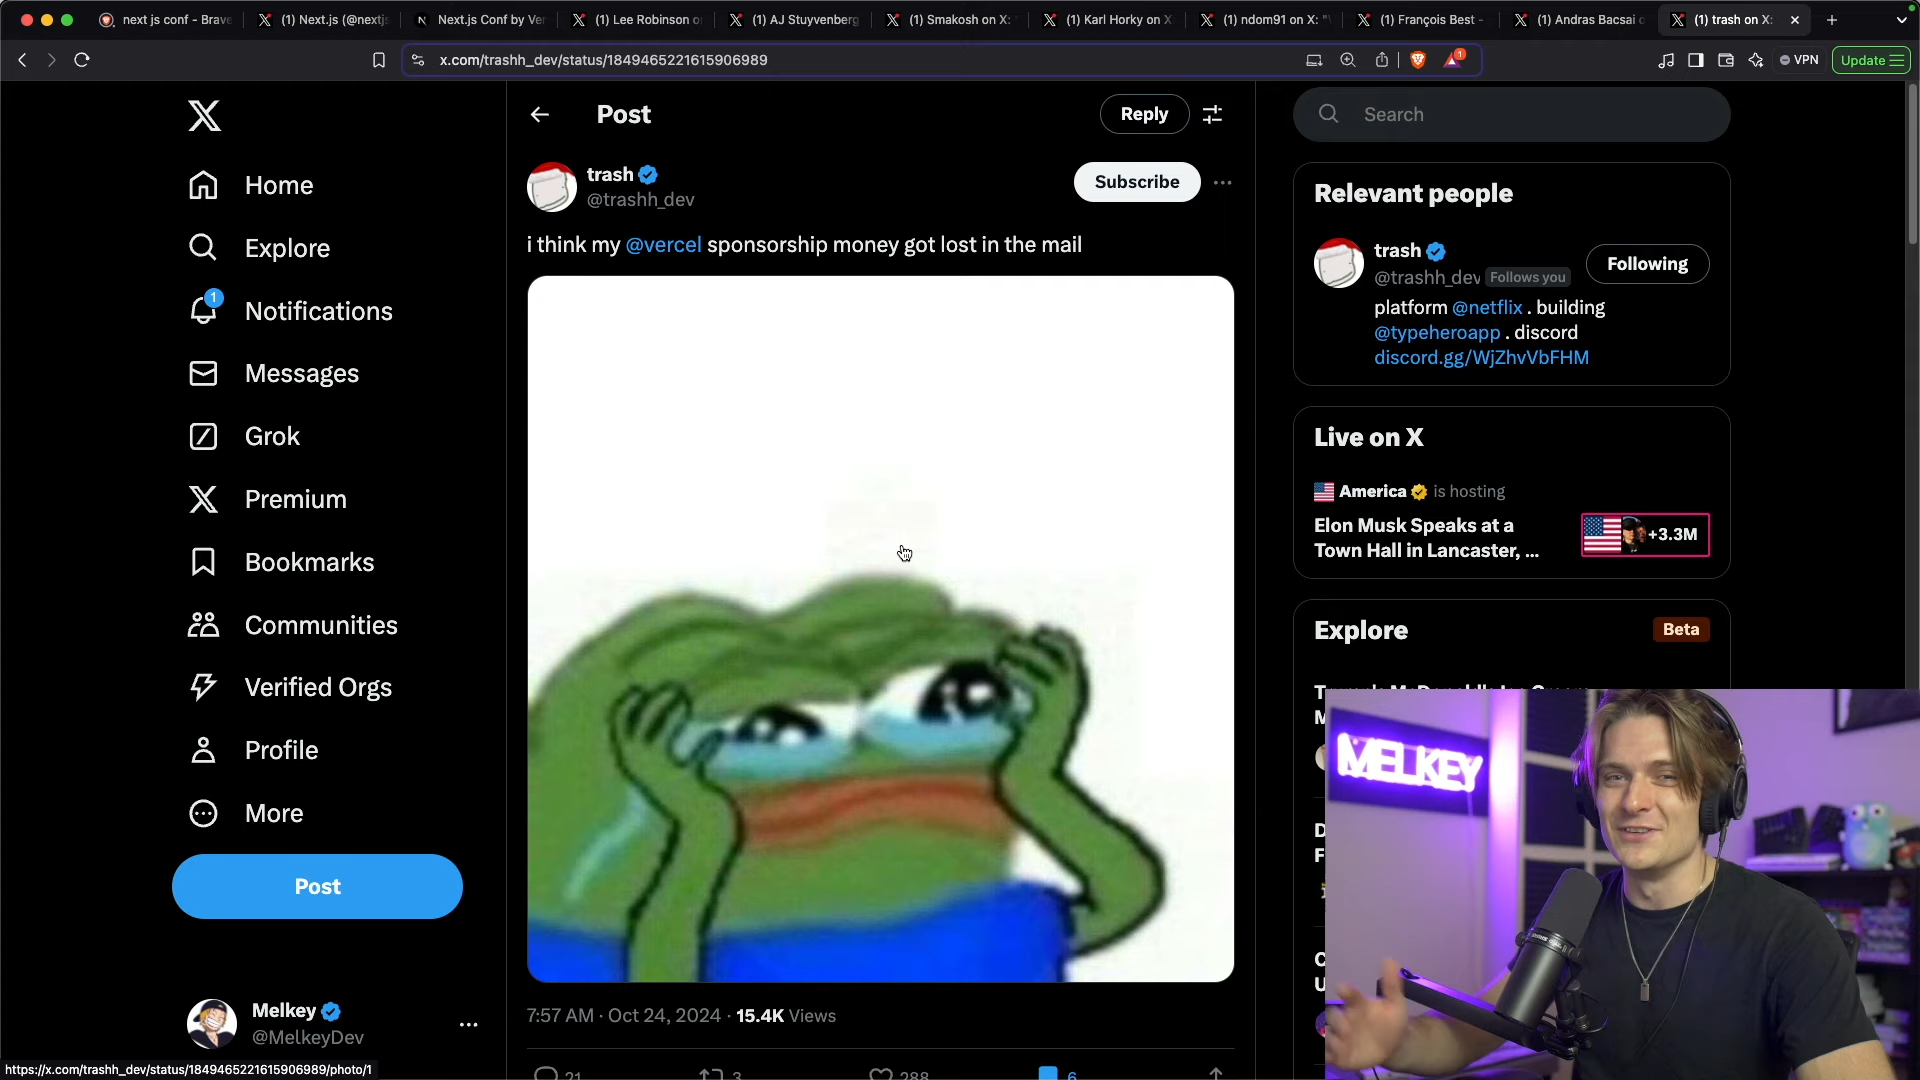 next js conf - Brave
(1) Next.js (@nextjs
Next.js Conf by Ver
(1) Lee Robinson o
(1) AJ Stuyvenberg
(1) Smakosh on X:
(1) Karl Horky on X
(1) ndom91 on X: "
(1) François Best -
(1) Andras Bacsai o
(1) trash on X:
x.com/trashh_dev/status/1849465221615906989
1
VPN
Update
Home
Explore
1
Notifications
Messages
Grok
Premium
Bookmarks
Communities
Verified Orgs
Profile
More
Post
Melkey
@MelkeyDev
https://x.com/trashh_dev/status/1849465221615906989/photo/1
Post
Reply
trash
@trashh_dev
Subscribe
i think my @vercel sponsorship money got lost in the mail
7:57 AM · Oct 24, 2024 · 15.4K Views
21
3
288
6
Search
Relevant people
trash
@trashh_dev
Follows you
Following
platform @netflix . building
@typeheroapp . discord
discord.gg/WjZhvVbFHM
Live on X
America is hosting
Elon Musk Speaks at a
Town Hall in Lancaster, ...
+3.3M
Explore
Beta
MELKEY